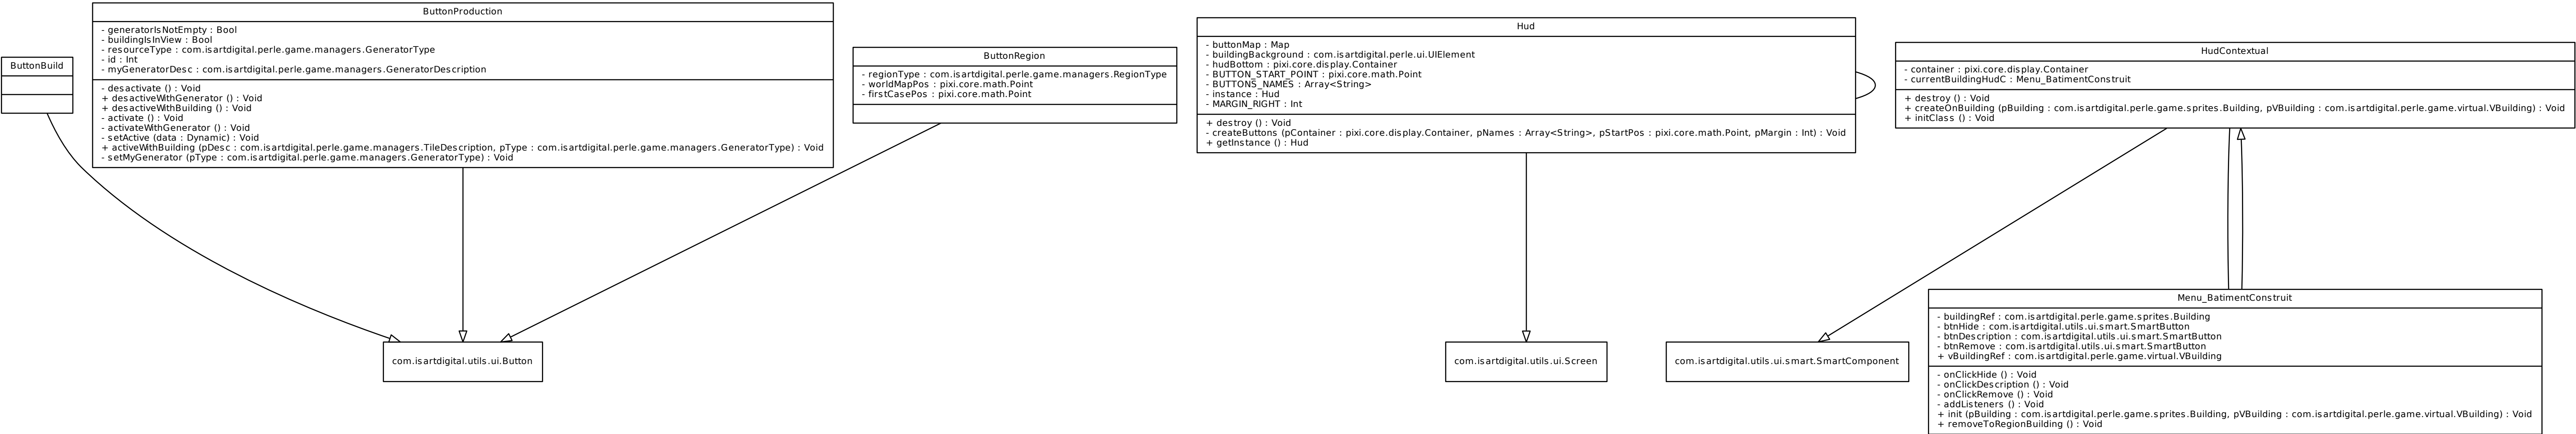 ButtonBuild
ButtonProduction
- generatorIsNotEmpty : Bool
- buildingIsInView : Bool
- resourceType : com.isartdigital.perle.game.managers.GeneratorType
- id : Int
- myGeneratorDesc : com.isartdigital.perle.game.managers.GeneratorDescription
- desactivate () : Void
+ desactiveWithGenerator () : Void
+ desactiveWithBuilding () : Void
- activate () : Void
- activateWithGenerator () : Void
- setActive (data : Dynamic) : Void
+ activeWithBuilding (pDesc : com.isartdigital.perle.game.managers.TileDescription, pType : com.isartdigital.perle.game.managers.GeneratorType) : Void
- setMyGenerator (pType : com.isartdigital.perle.game.managers.GeneratorType) : Void
ButtonRegion
- regionType : com.isartdigital.perle.game.managers.RegionType
- worldMapPos : pixi.core.math.Point
- firstCasePos : pixi.core.math.Point
Hud
- buttonMap : Map
- buildingBackground : com.isartdigital.perle.ui.UIElement
- hudBottom : pixi.core.display.Container
- BUTTON_START_POINT : pixi.core.math.Point
- BUTTONS_NAMES : Array<String>
- instance : Hud
- MARGIN_RIGHT : Int
+ destroy () : Void
- createButtons (pContainer : pixi.core.display.Container, pNames : Array<String>, pStartPos : pixi.core.math.Point, pMargin : Int) : Void
+ getInstance () : Hud
HudContextual
- container : pixi.core.display.Container
- currentBuildingHudC : Menu_BatimentConstruit
+ destroy () : Void
+ createOnBuilding (pBuilding : com.isartdigital.perle.game.sprites.Building, pVBuilding : com.isartdigital.perle.game.virtual.VBuilding) : Void
+ initClass () : Void
com.isartdigital.utils.ui.Button
com.isartdigital.utils.ui.Screen
com.isartdigital.utils.ui.smart.SmartComponent
Menu_BatimentConstruit
- buildingRef : com.isartdigital.perle.game.sprites.Building
- btnHide : com.isartdigital.utils.ui.smart.SmartButton
- btnDescription : com.isartdigital.utils.ui.smart.SmartButton
- btnRemove : com.isartdigital.utils.ui.smart.SmartButton
+ vBuildingRef : com.isartdigital.perle.game.virtual.VBuilding
- onClickHide () : Void
- onClickDescription () : Void
- onClickRemove () : Void
- addListeners () : Void
+ init (pBuilding : com.isartdigital.perle.game.sprites.Building, pVBuilding : com.isartdigital.perle.game.virtual.VBuilding) : Void
+ removeToRegionBuilding () : Void